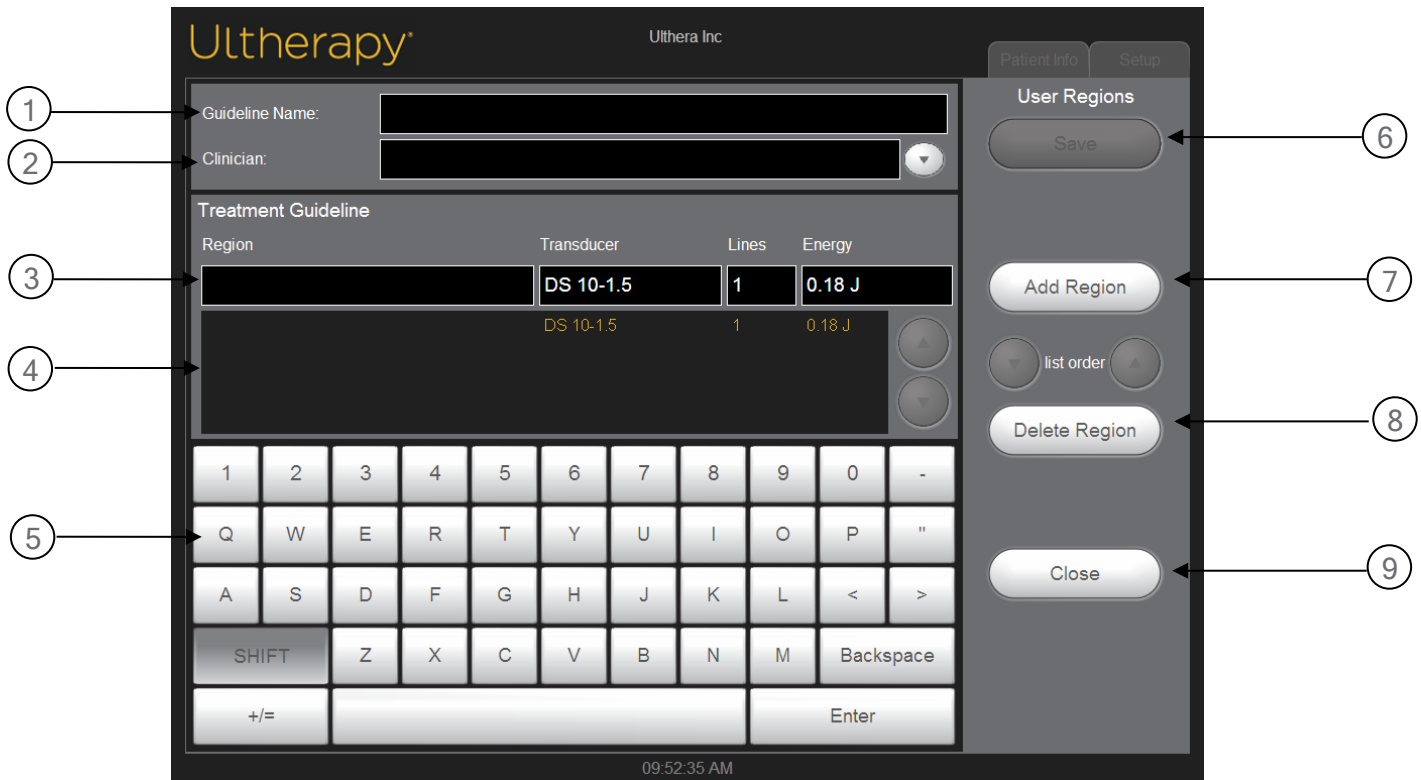 Ultherapy®
Ulthera Inc
Patient Info Setup
1 Guideline Name:
2 Clinician:
User Regions
Save 6
Treatment Guideline
Region Transducer Lines Energy
3 DS 10-1.5 1 0.18 J
Add Region 7
4 DS 10-1.5 1 0.18 J
list order
Delete Region 8
1 2 3 4 5 6 7 8 9 0 -
5 Q W E R T Y U I O P "
A S D F G H J K L < >
Close 9
SHIFT Z X C V B N M Backspace
+/= Enter
09:52:35 AM